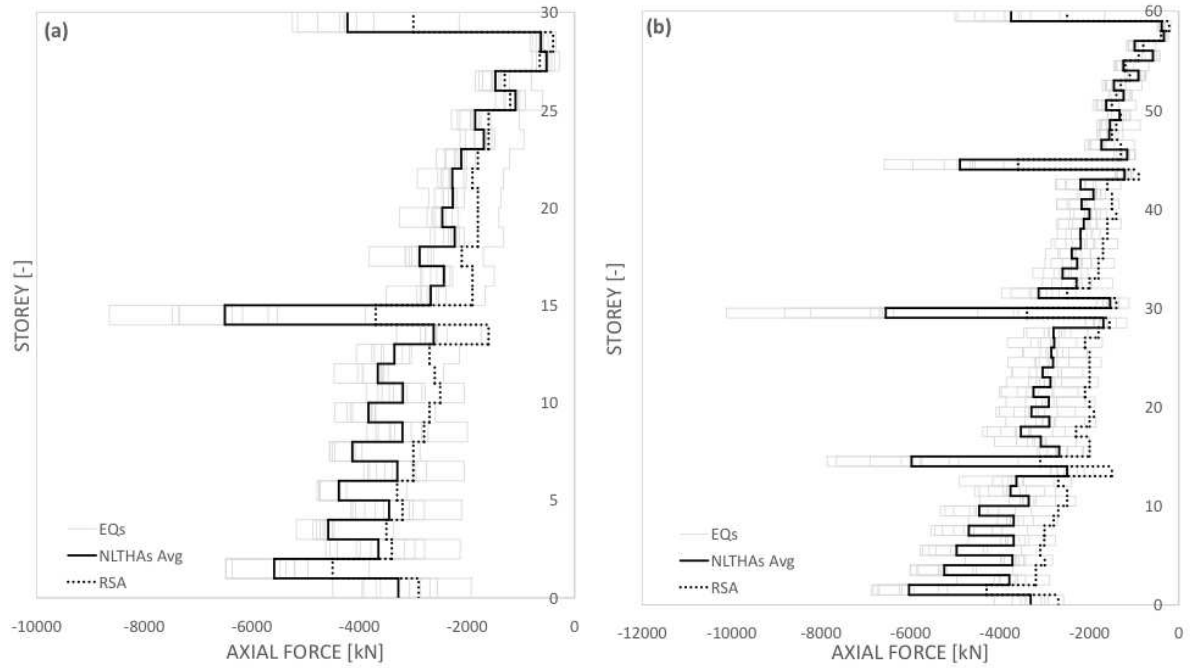 (a)
30
25
20
15
10
5
0
STOREY [-]
EQs
NLTHAs Avg
RSA
-10000
-8000
-6000
-4000
-2000
0
AXIAL FORCE [kN]
(b)
60
50
40
30
20
10
0
STOREY [-]
EQs
NLTHAs Avg
RSA
-12000
-10000
-8000
-6000
-4000
-2000
0
AXIAL FORCE [kN]